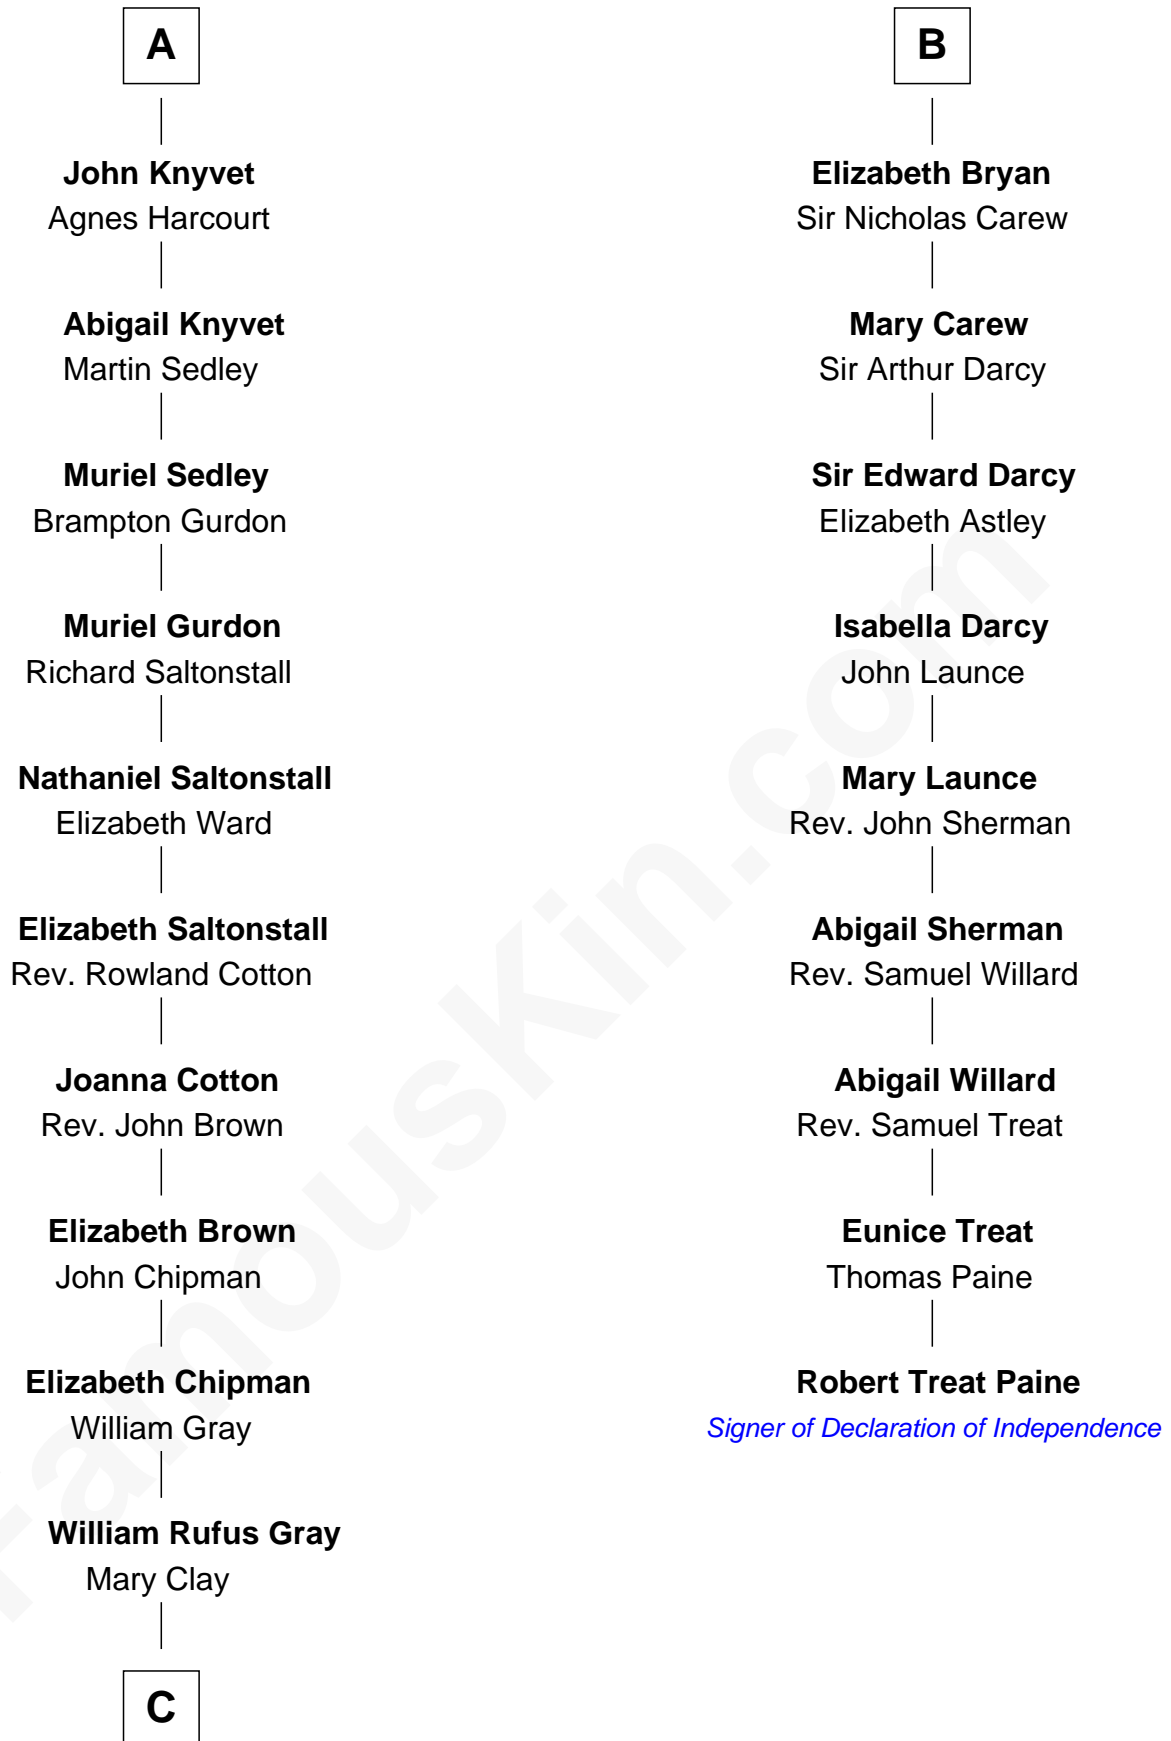 A
John Knyvet
Agnes Harcourt
Abigail Knyvet
Martin Sedley
Muriel Sedley
Brampton Gurdon
Muriel Gurdon
Richard Saltonstall
Nathaniel Saltonstall
Elizabeth Ward
Elizabeth Saltonstall
Rev. Rowland Cotton
Joanna Cotton
Rev. John Brown
Elizabeth Brown
John Chipman
Elizabeth Chipman
William Gray
William Rufus Gray
Mary Clay
C
B
Elizabeth Bryan
Sir Nicholas Carew
Mary Carew
Sir Arthur Darcy
Sir Edward Darcy
Elizabeth Astley
Isabella Darcy
John Launce
Mary Launce
Rev. John Sherman
Abigail Sherman
Rev. Samuel Willard
Abigail Willard
Rev. Samuel Treat
Eunice Treat
Thomas Paine
Robert Treat Paine
Signer of Declaration of Independence
FamousKin.com